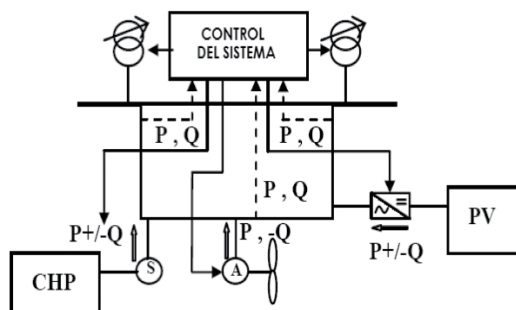 CONTROL
DEL SISTEMA
P , Q
P , Q
P , Q
P+/-Q
P , -Q
P+/-Q
S
A
~ =
CHP
PV